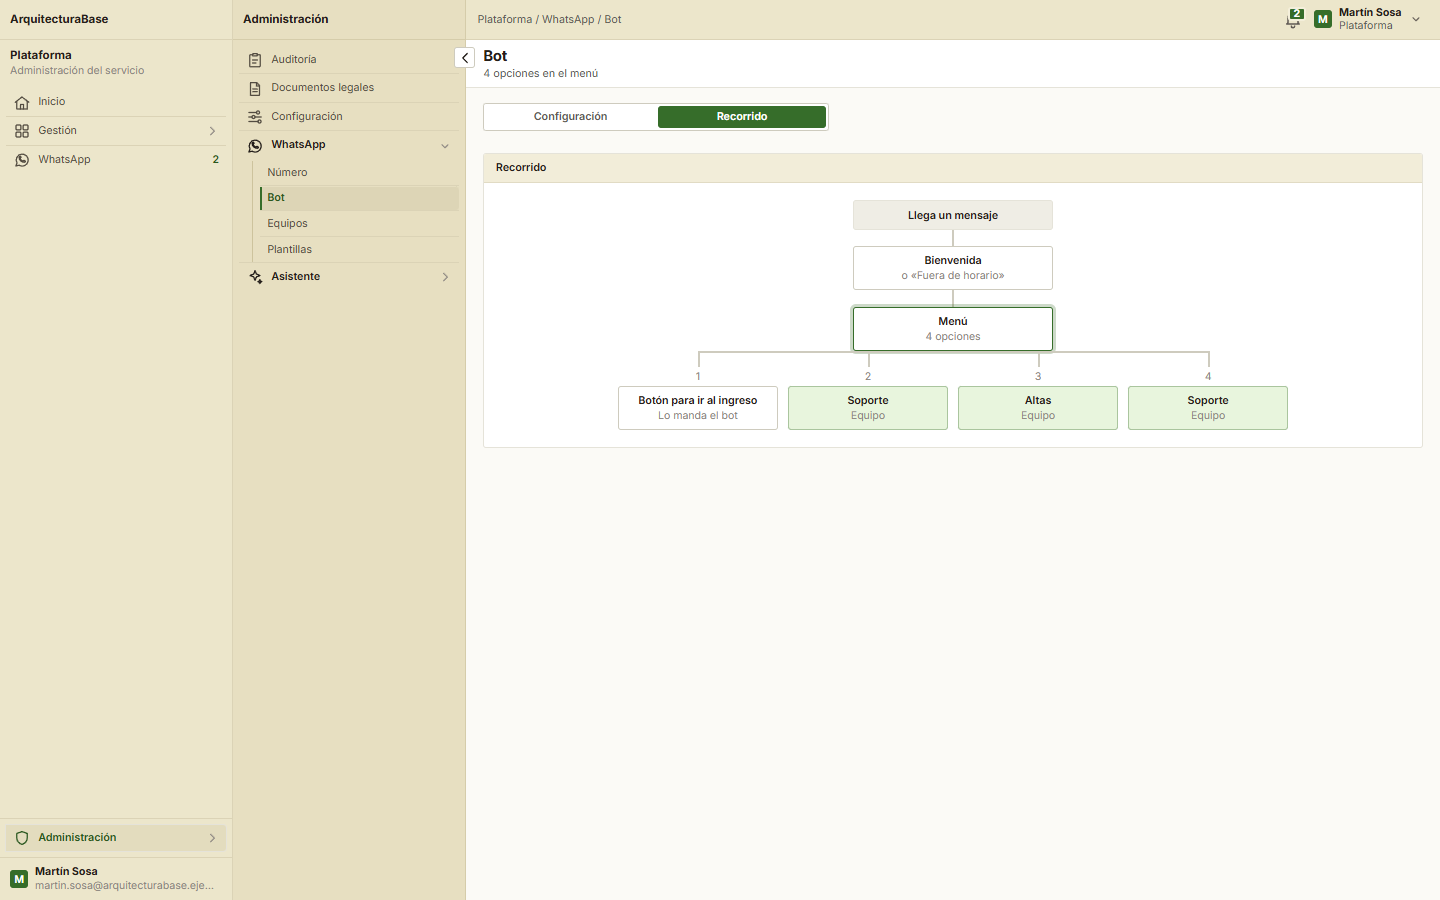 ArquitecturaBase
Plataforma
Administración del servicio
Inicio
Gestión
WhatsApp 2
Administración
Martín Sosa
martin.sosa@arquitecturabase.eje...
Administración
Auditoría
Documentos legales
Configuración
WhatsApp
Número
Bot
Equipos
Plantillas
Asistente
Plataforma / WhatsApp / Bot
2
M
Martín Sosa
Plataforma
Bot
4 opciones en el menú
Configuración Recorrido
Recorrido
Llega un mensaje
Bienvenida
o «Fuera de horario»
Menú
4 opciones
1 2 3 4
Botón para ir al ingreso Soporte Altas Soporte
Lo manda el bot Equipo Equipo Equipo
M